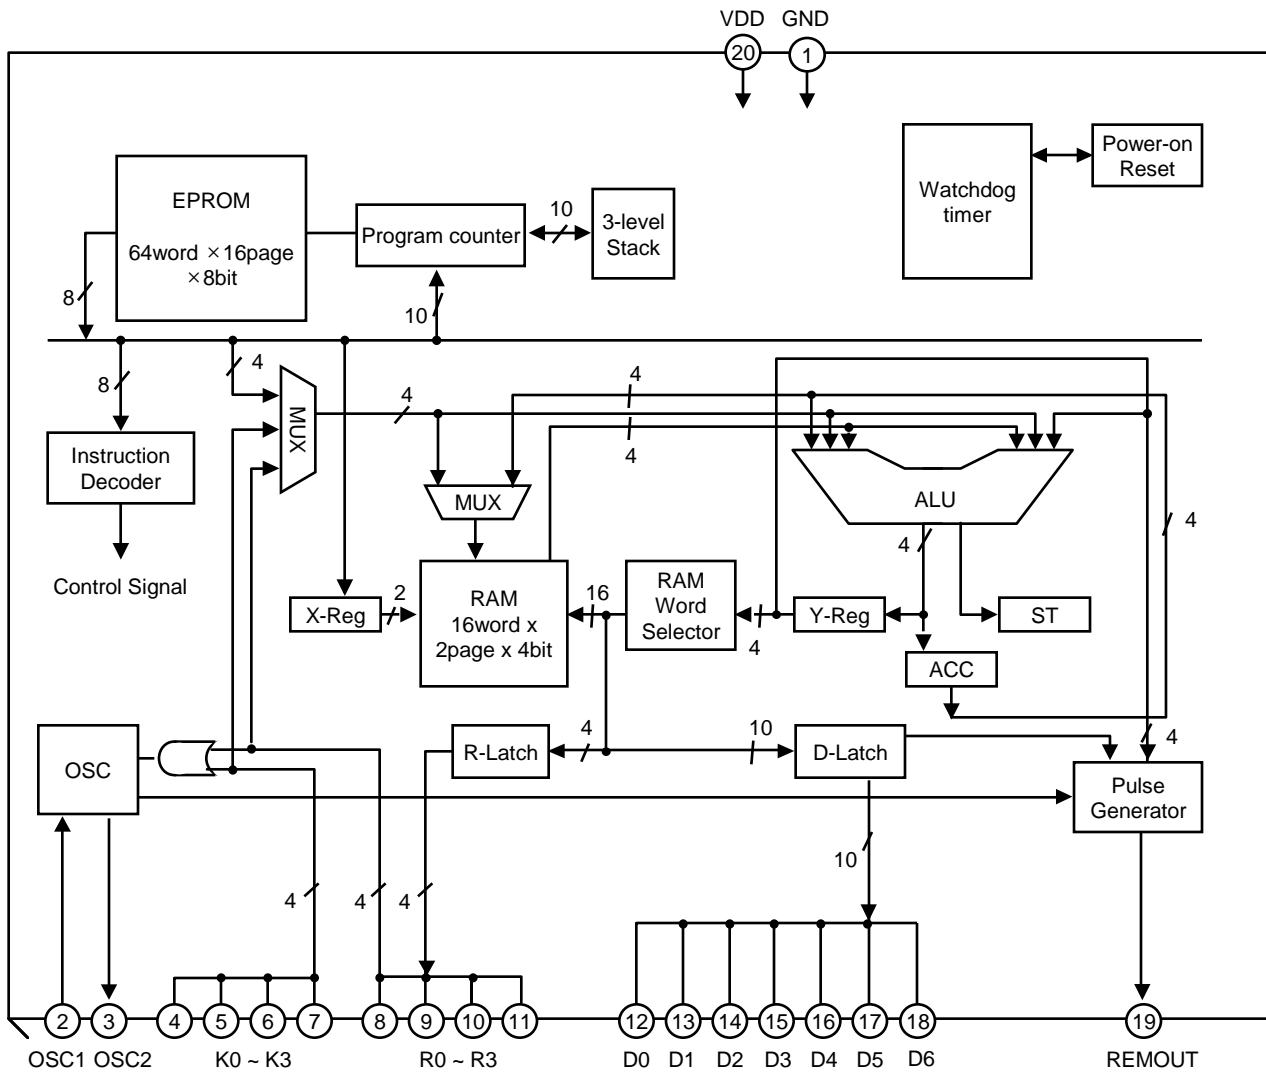 VDD GND
20 1
EPROM
64word ×16page
×8bit
Program counter
10
3-level
Stack
Watchdog
timer
Power-on
Reset
8
10
8
4
MUX
4
4
4
Instruction
Decoder
Control Signal
MUX
ALU
4
4
X-Reg
2
RAM
16word x
2page x 4bit
16
RAM
Word
Selector
4
Y-Reg
ST
ACC
OSC
R-Latch
4
10
D-Latch
4
Pulse
Generator
10
4
4
4
2 3 4 5 6 7 8 9 10 11 12 13 14 15 16 17 18 19
OSC1 OSC2 K0 ~ K3 R0 ~ R3 D0 D1 D2 D3 D4 D5 D6 REMOUT